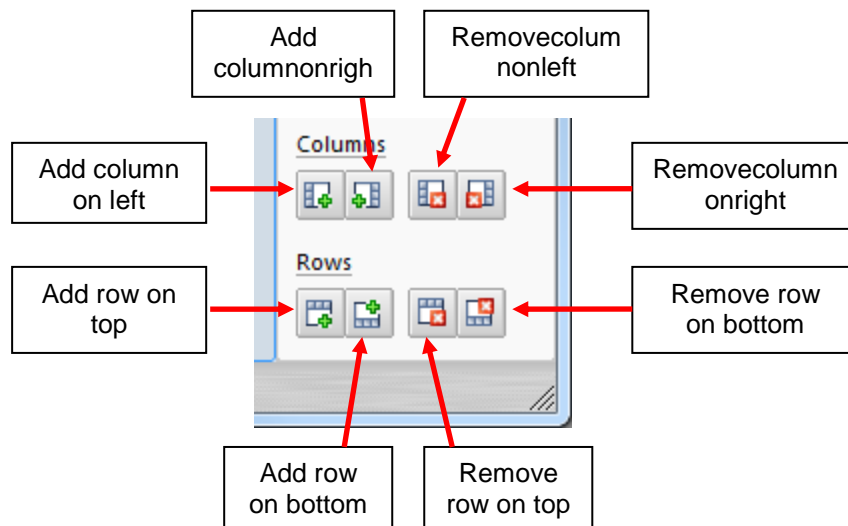 Add
columnonrigh
Removecolum
nonleft
Add column
on left
Columns
Removecolumn
onright
Add row on
top
Rows
Remove row
on bottom
Add row
on bottom
Remove
row on top